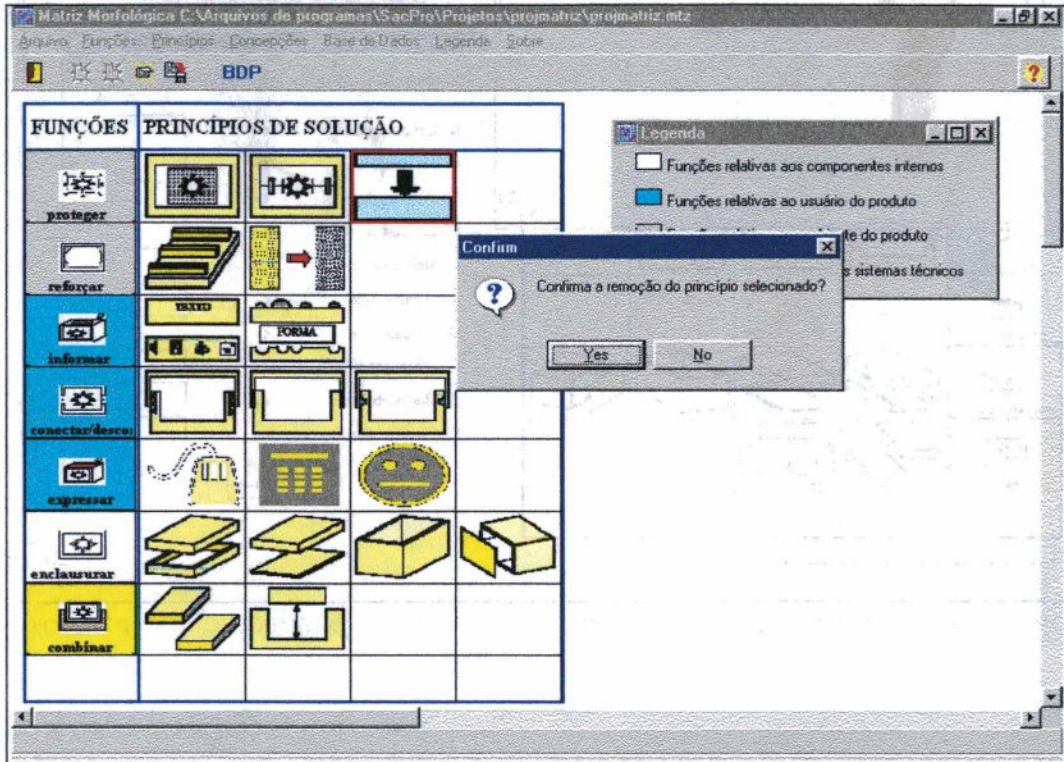 Matriz Morfológica C:\Arquivos de programas\SacPro\Projetos\projmatriz\projmatriz.mtz
Arquivo Funções Princípios Concepções Base de Dados Legenda Sobre
BDP
FUNÇÕES PRINCÍPIOS DE SOLUÇÃO
proteger
reforçar
informar
TEXTO
FORMA
conectar/descon
expressar
enclausurar
combinar
Legenda
Funções relativas aos componentes internos
Funções relativas ao usuário do produto
te do produto
s sistemas técnicos
Confirm
Confirma a remoção do princípio selecionado?
Yes No